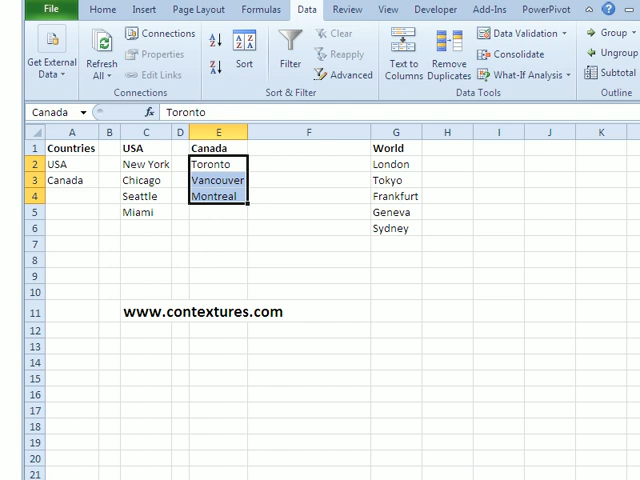 File Home Insert Page Layout Formulas Data Review View Developer Add-Ins PowerPivot
Get External Data
Refresh All
Connections
Properties
Edit Links
Connections
Sort
Filter
Clear
Reapply
Advanced
Sort & Filter
Text to Columns
Remove Duplicates
Data Validation
Consolidate
What-If Analysis
Data Tools
Group
Ungroup
Subtotal
Outline
Canada fx Toronto
A B C D E F G H I J K
1 Countries USA Canada World
2 USA New York Toronto London
3 Canada Chicago Vancouver Tokyo
4 Seattle Montreal Frankfurt
5 Miami Geneva
6 Sydney
7
8
9
10
11 www.contextures.com
12
13
14
15
16
17
18
19
20
21